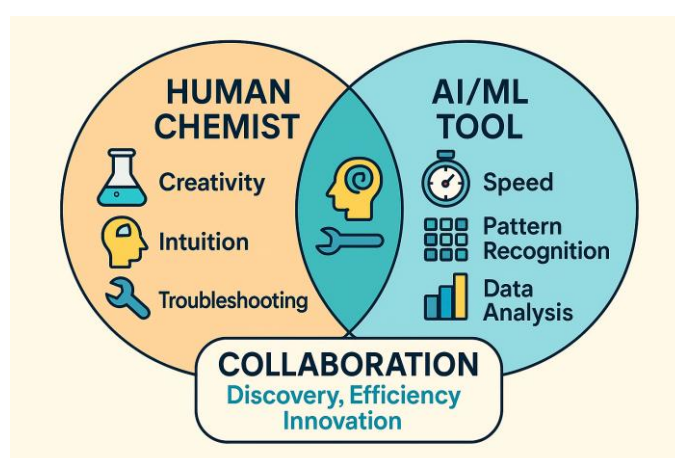 HUMAN
CHEMIST
Creativity
Intuition
Troubleshooting
AI/ML
TOOL
Speed
Pattern
Recognition
Data
Analysis
COLLABORATION
Discovery, Efficiency
Innovation